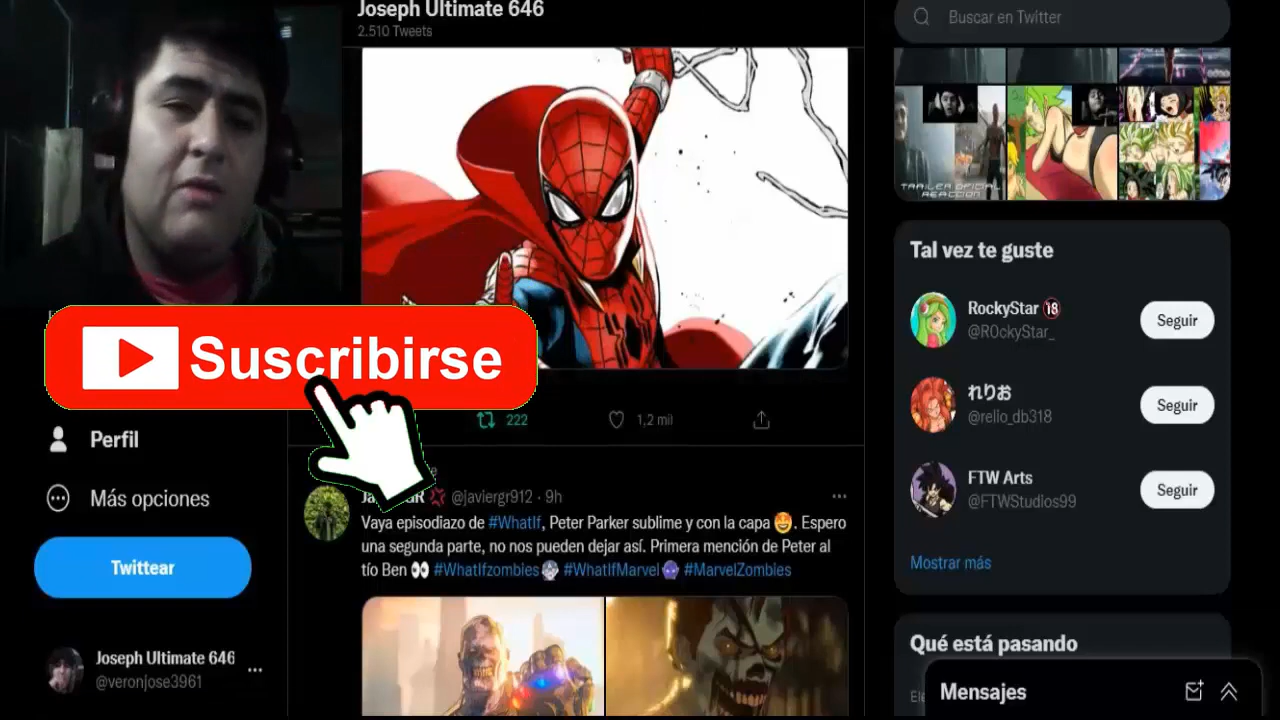 Joseph Ultimate 646
2.510 Tweets
Buscar en Twitter
TRAILER OFICIAL
REACCION
Tal vez te guste
RockyStar 🔞
@R0ckyStar_
Seguir
れりお
@rello_db318
Seguir
FTW Arts
@FTWStudios99
Seguir
Mostrar más
Qué está pasando
Mensajes
Suscribirse
Perfil
Más opciones
Twittear
Joseph Ultimate 646
@veronjose3961
222
1,2 mil
@javiergr912 · 9h
Vaya episodiazo de #WhatIf, Peter Parker sublime y con la capa 🤩. Espero
una segunda parte, no nos pueden dejar así. Primera mención de Peter al
tío Ben 👀 #WhatIfzombies #WhatIfMarvel #MarvelZombies